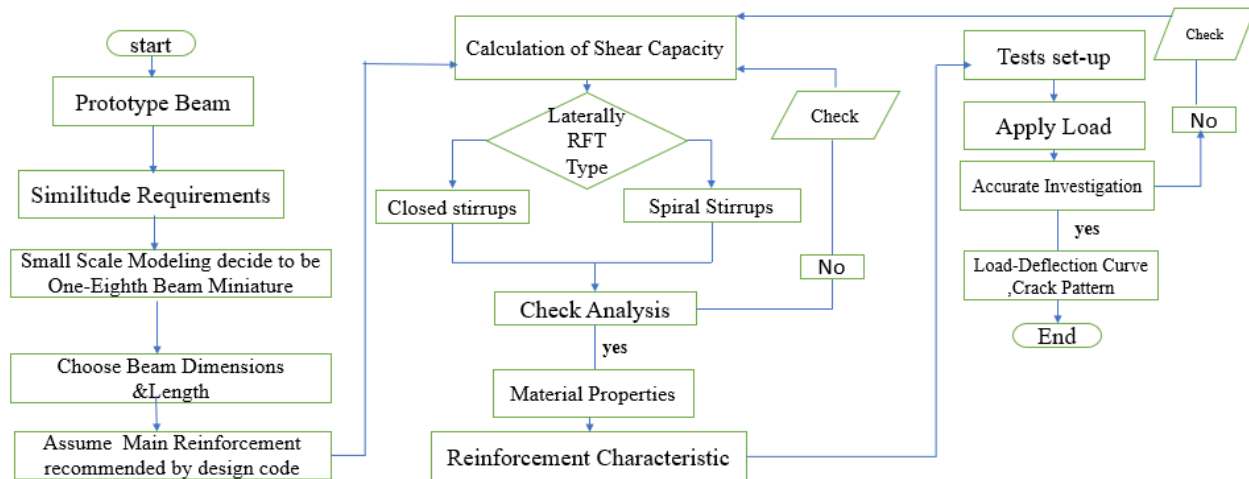 start
Prototype Beam
Similitude Requirements
Small Scale Modeling decide to be
One-Eighth Beam Miniature
Choose Beam Dimensions
&Length
Assume Main Reinforcement
recommended by design code
Calculation of Shear Capacity
Laterally
RFT
Type
Closed stirrups
Spiral Stirrups
Check
No
Check Analysis
yes
Material Properties
Reinforcement Characteristic
Tests set-up
Apply Load
Accurate Investigation
Check
No
yes
Load-Deflection Curve
,Crack Pattern
End